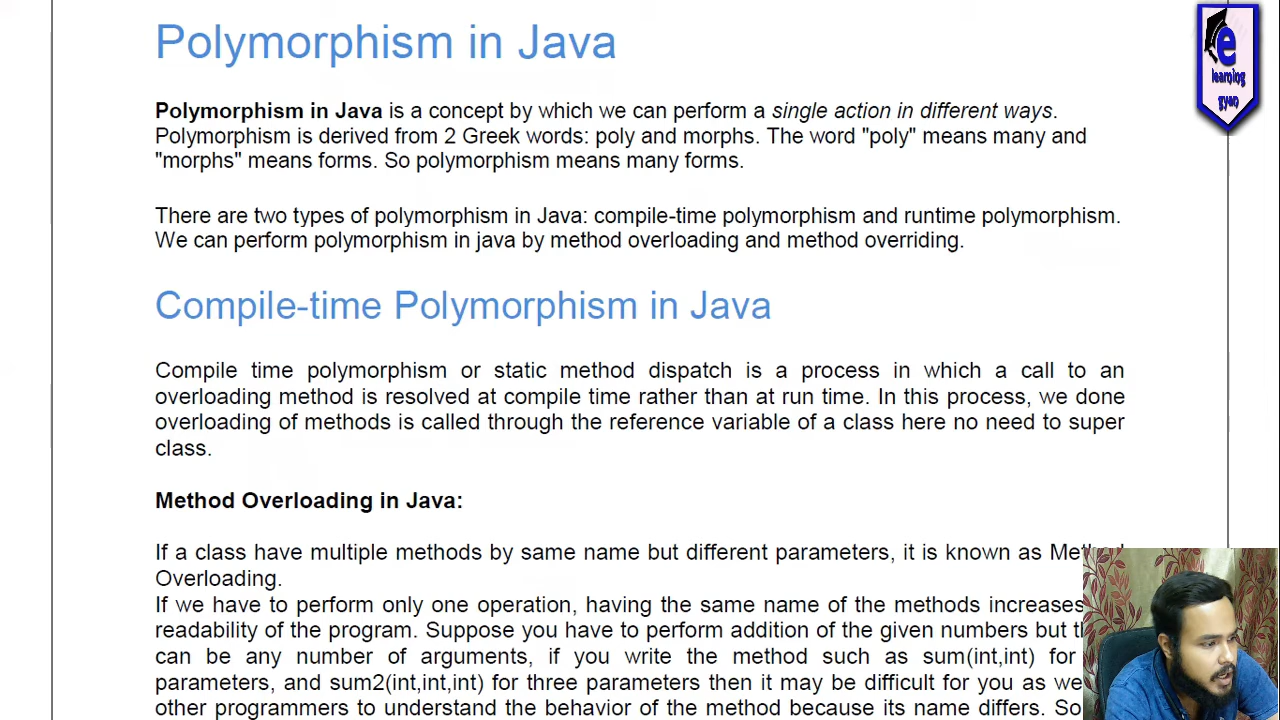 Polymorphism in Java
e
learning
gyan
Polymorphism in Java is a concept by which we can perform a single action in different ways.
Polymorphism is derived from 2 Greek words: poly and morphs. The word "poly" means many and
"morphs" means forms. So polymorphism means many forms.
There are two types of polymorphism in Java: compile-time polymorphism and runtime polymorphism.
We can perform polymorphism in java by method overloading and method overriding.
Compile-time Polymorphism in Java
Compile time polymorphism or static method dispatch is a process in which a call to an
overloading method is resolved at compile time rather than at run time. In this process, we done
overloading of methods is called through the reference variable of a class here no need to super
class.
Method Overloading in Java:
If a class have multiple methods by same name but different parameters, it is known as Method
Overloading.
If we have to perform only one operation, having the same name of the methods increases
readability of the program. Suppose you have to perform addition of the given numbers but
can be any number of arguments, if you write the method such as sum(int,int) for
parameters, and sum2(int,int,int) for three parameters then it may be difficult for you as
other programmers to understand the behavior of the method because its name differs. So